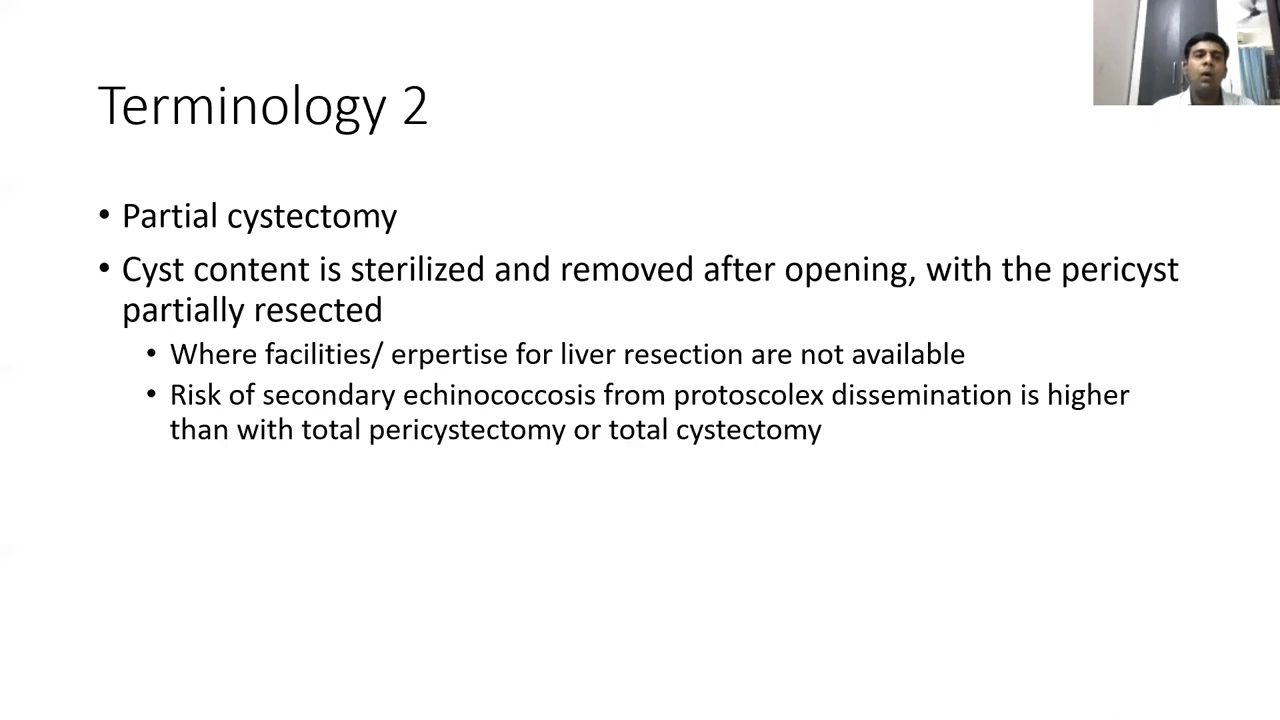 Terminology 2
• Partial cystectomy
• Cyst content is sterilized and removed after opening, with the pericyst
partially resected
• Where facilities/ erpertise for liver resection are not available
• Risk of secondary echinococcosis from protoscolex dissemination is higher
than with total pericystectomy or total cystectomy